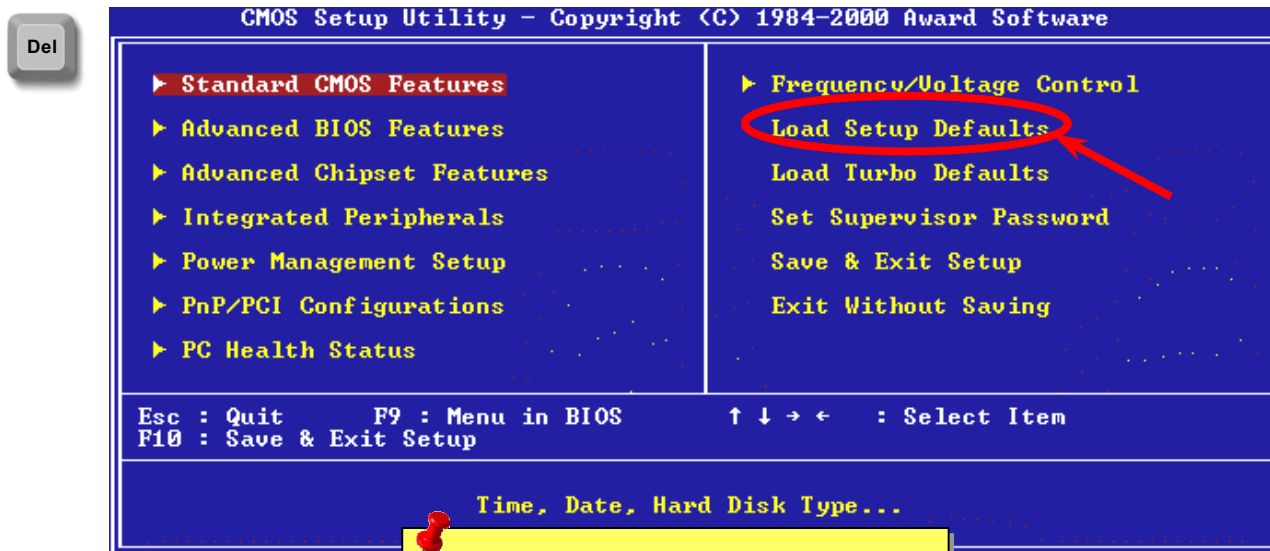 CMOS Setup Utility – Copyright (C) 1984–2000 Award Software
Del
Standard CMOS Features
Advanced BIOS Features
Advanced Chipset Features
Integrated Peripherals
Power Management Setup
PnP/PCI Configurations
PC Health Status
Frequency/Voltage Control
Load Setup Defaults
Load Turbo Defaults
Set Supervisor Password
Save & Exit Setup
Exit Without Saving
Esc : Quit F9 : Menu in BIOS ↑ ↓ → ← : Select Item
F10 : Save & Exit Setup
Time, Date, Hard Disk Type...